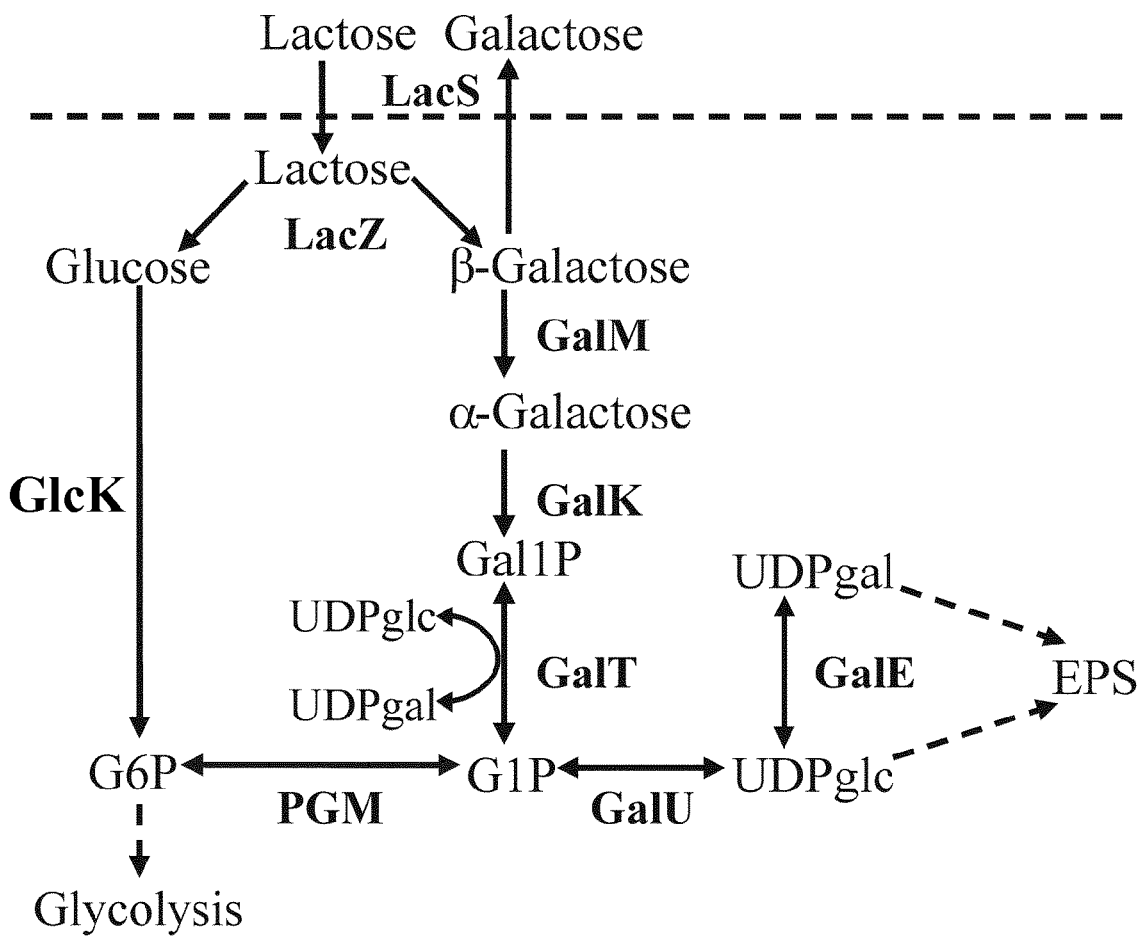 Lactose Galactose
LacS
Lactose
LacZ
Glucose
β-Galactose
GalM
α-Galactose
GlcK
GalK
Gal1P
UDPgal
UDPglc
GalT
GalE
EPS
UDPgal
G6P
G1P
UDPglc
PGM
GalU
Glycolysis